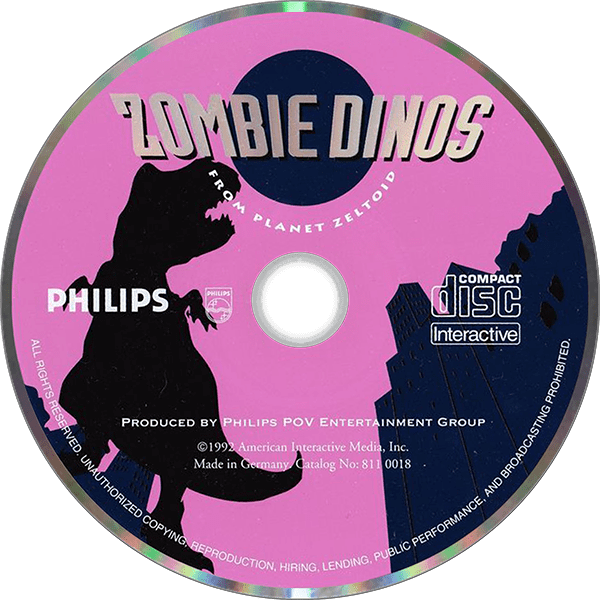 ZOMBIE DINOS
FROM PLANET ZELTOID
PHILIPS
PHILIPS
COMPACT
disc
Interactive
PRODUCED BY PHILIPS POV ENTERTAINMENT GROUP
©1992 American Interactive Media, Inc.
Made in Germany. Catalog No: 811 0018
ALL RIGHTS RESERVED. UNAUTHORIZED COPYING, REPRODUCTION, HIRING, LENDING, PUBLIC PERFORMANCE, AND BROADCASTING PROHIBITED.